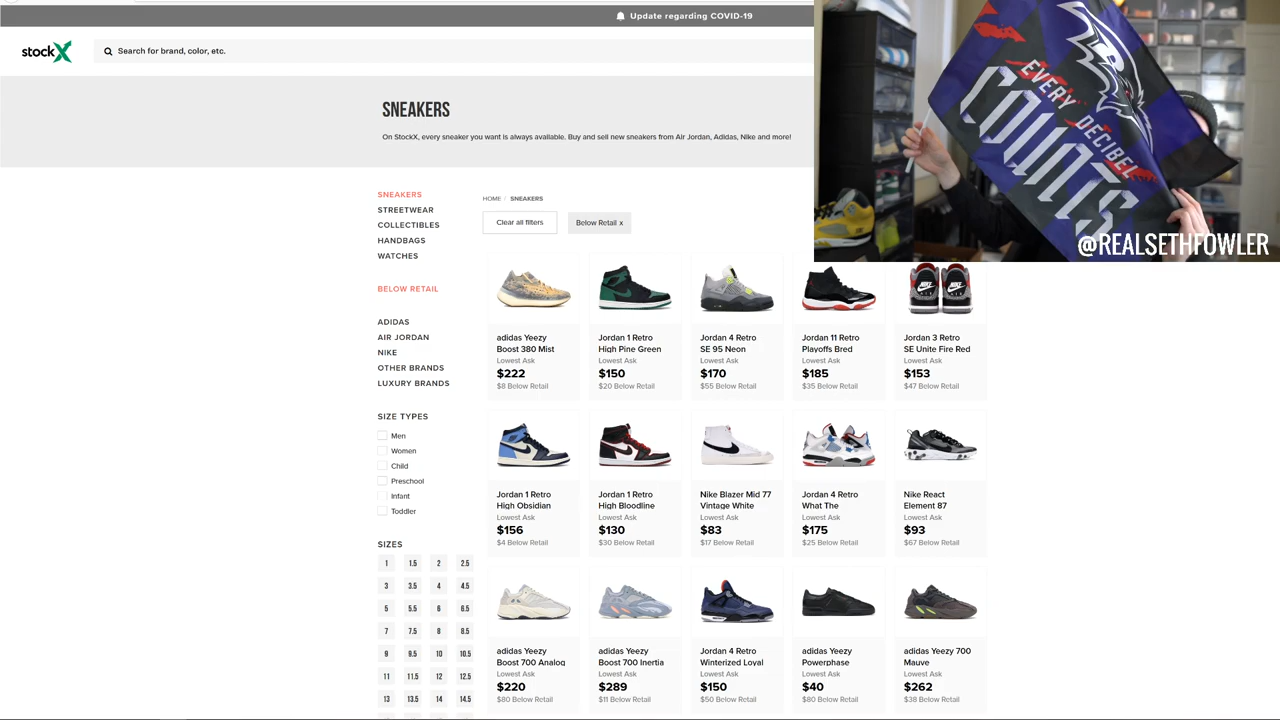 Update regarding COVID-19
stockX
Search for brand, color, etc.
EVERY DECIBEL
COUNTS
@REALSETHFOWLER
SNEAKERS
On StockX, every sneaker you want is always available. Buy and sell new sneakers from Air Jordan, Adidas, Nike and more!
SNEAKERS
STREETWEAR
COLLECTIBLES
HANDBAGS
WATCHES
BELOW RETAIL
ADIDAS
AIR JORDAN
NIKE
OTHER BRANDS
LUXURY BRANDS
SIZE TYPES
Men
Women
Child
Preschool
Infant
Toddler
SIZES
1 1.5 2 2.5
3 3.5 4 4.5
5 5.5 6 6.5
7 7.5 8 8.5
9 9.5 10 10.5
11 11.5 12 12.5
13 13.5 14 14.5
HOME / SNEAKERS
Clear all filters Below Retail x
adidas Yeezy
Boost 380 Mist
Lowest Ask
$222
$8 Below Retail
Jordan 1 Retro
High Pine Green
Lowest Ask
$150
$20 Below Retail
Jordan 4 Retro
SE 95 Neon
Lowest Ask
$170
$55 Below Retail
Jordan 11 Retro
Playoffs Bred
Lowest Ask
$185
$35 Below Retail
NIKE NIKE
AIR AIR
Jordan 3 Retro
SE Unite Fire Red
Lowest Ask
$153
$47 Below Retail
Jordan 1 Retro
High Obsidian
Lowest Ask
$156
$4 Below Retail
Jordan 1 Retro
High Bloodline
Lowest Ask
$130
$30 Below Retail
Nike Blazer Mid 77
Vintage White
Lowest Ask
$83
$17 Below Retail
Jordan 4 Retro
What The
Lowest Ask
$175
$25 Below Retail
Nike React
Element 87
Lowest Ask
$93
$67 Below Retail
adidas Yeezy
Boost 700 Analog
Lowest Ask
$220
$80 Below Retail
adidas Yeezy
Boost 700 Inertia
Lowest Ask
$289
$11 Below Retail
Jordan 4 Retro
Winterized Loyal
Lowest Ask
$150
$50 Below Retail
adidas Yeezy
Powerphase
Lowest Ask
$40
$80 Below Retail
adidas Yeezy 700
Mauve
Lowest Ask
$262
$38 Below Retail